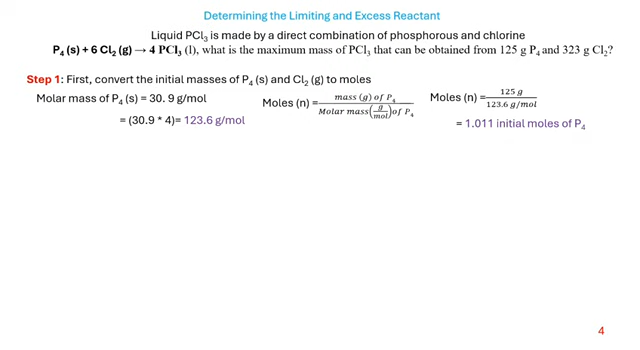 Determining the Limiting and Excess Reactant
Liquid PCl₃ is made by a direct combination of phosphorous and chlorine
P₄ (s) + 6 Cl₂ (g) → 4 PCl₃ (l), what is the maximum mass of PCl₃ that can be obtained from 125 g P₄ and 323 g Cl₂?
Step 1: First, convert the initial masses of P₄ (s) and Cl₂ (g) to moles
Molar mass of P₄ (s) = 30. 9 g/mol
= (30.9 * 4)= 123.6 g/mol
Moles (n) = mass (g) of P₄ / Molar mass (g/mol) of P₄
Moles (n) = 125 g / 123.6 g/mol
= 1.011 initial moles of P₄
4